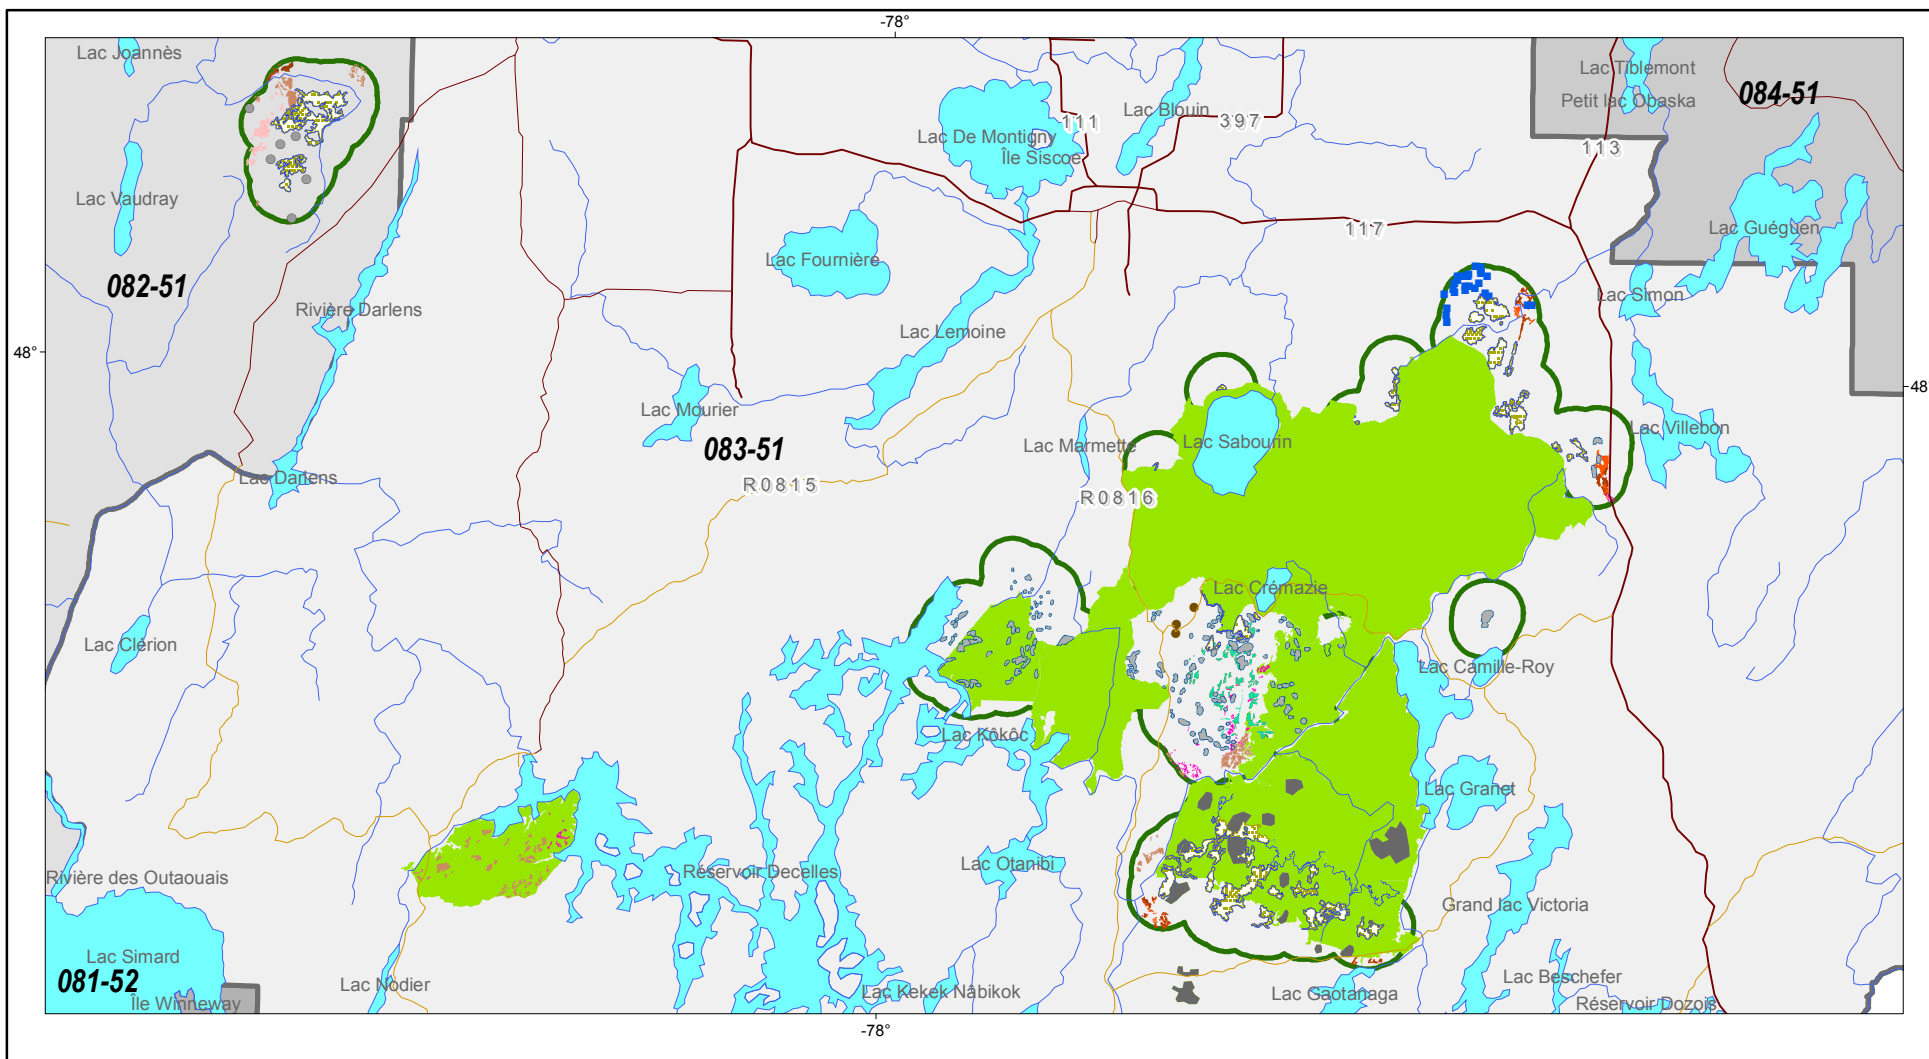 -78°
Lac Joannès
Lac Tiblemont
084-51
Petit lac Obaska
Lac Blouin
111
397
Lac De Montigny
Île Siscoe
113
Lac Vaudray
Lac Guéguen
117
Lac Fournière
082-51
Lac Simon
Rivière Darlens
Lac Lemoine
48°
48
Lac Mourier
Lac Villebon
083-51
Lac Marmette
Lac Sabourin
Lac Darlens
R0815
R0816
Lac Crémazie
Lac Clérion
Lac Camille-Roy
Lac Kôkôc
Lac Granet
Lac Otanibi
Réservoir Decelles
Rivière des Outaouais
Grand lac Victoria
Lac Simard
081-52
Lac Nodier
Lac Beschefer
Lac Kekek Nâbikok
Lac Gaotanaga
Île Winneway
Réservoir Dozois
-78°